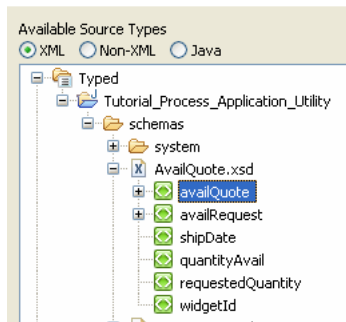 Available Source Types
XML Non-XML Java
Typed
Tutorial_Process_Application_Utility
schemas
system
AvailQuote.xsd
availQuote
availRequest
shipDate
quantityAvail
requestedQuantity
widgetId